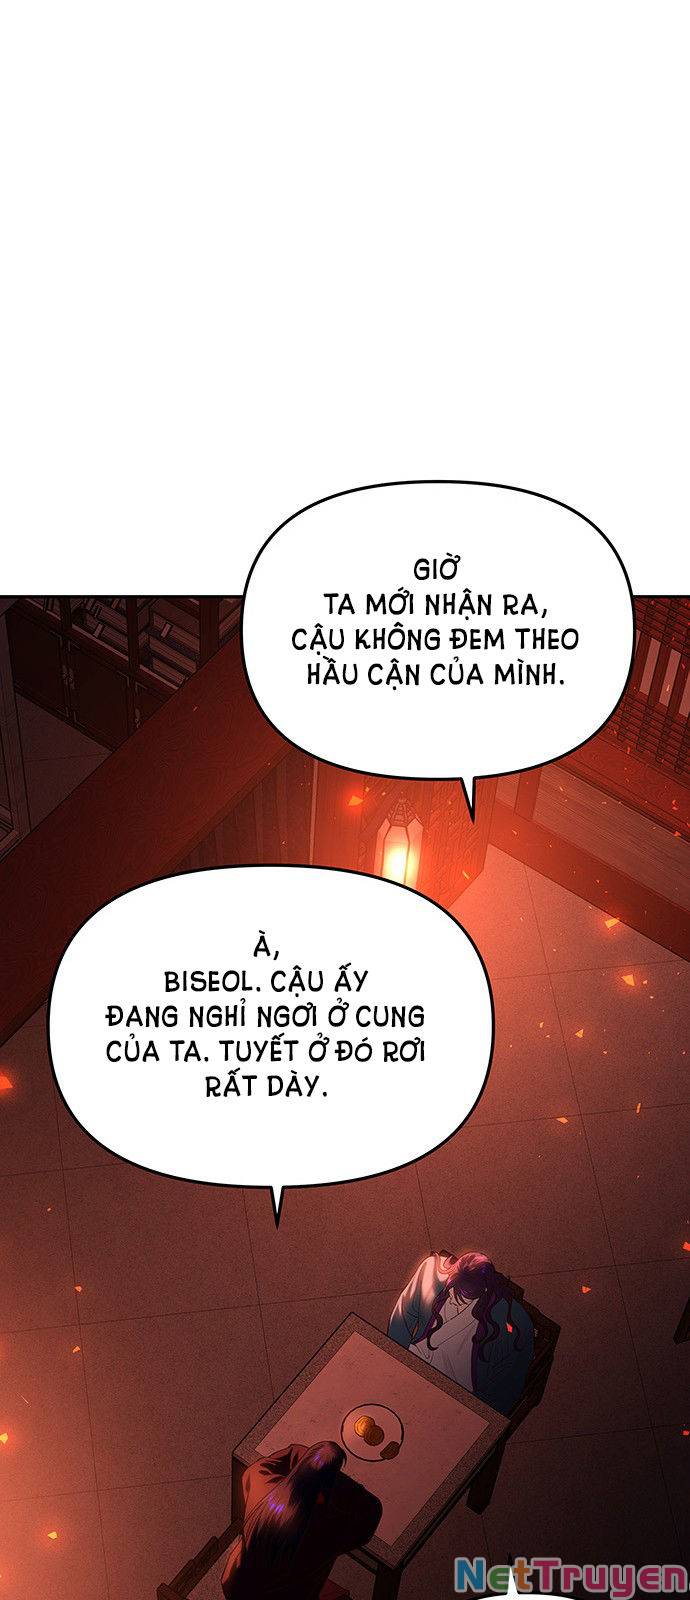 GIỜ
TA MỚI NHẬN RA,
CẬU KHÔNG ĐEM THEO
HẦU CẬN CỦA MÌNH.
À,
BISEOL. CẬU ẤY
ĐANG NGHỈ NGƠI Ở CUNG
CỦA TA. TUYẾT Ở ĐÓ RƠI
RẤT DÀY.
NetTruyen